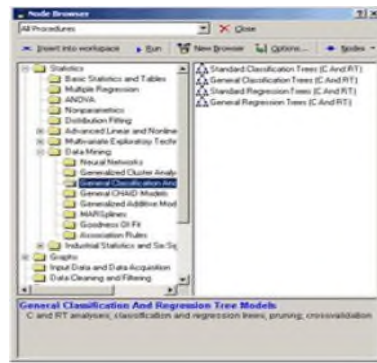 Node Browser
All Procedures
Close
Insert into workspace
Run
New Browser
Options...
Nodes
Statistics
Basic Statistics and Tables
Multiple Regression
ANOVA
Nonparametrics
Distribution Fitting
Advanced Linear and Nonline
Multivariate Exploratory Techn
Data Mining
Neural Networks
Generalized Cluster Analy
General Classification And
General CHAID Models
Generalized Additive Mod
MARSplines
Goodness Of Fit
Association Rules
Industrial Statistics and Six Sig
Graphs
Input Data and Data Acquisition
Data Cleaning and Filtering
Standard Classification Trees (C And RT)
General Classification Trees (C And RT)
Standard Regression Trees (C And RT)
General Regression Trees (C And RT)
General Classification And Regression Tree Models
C and RT analyses, classification and regression trees, pruning, crossvalidation